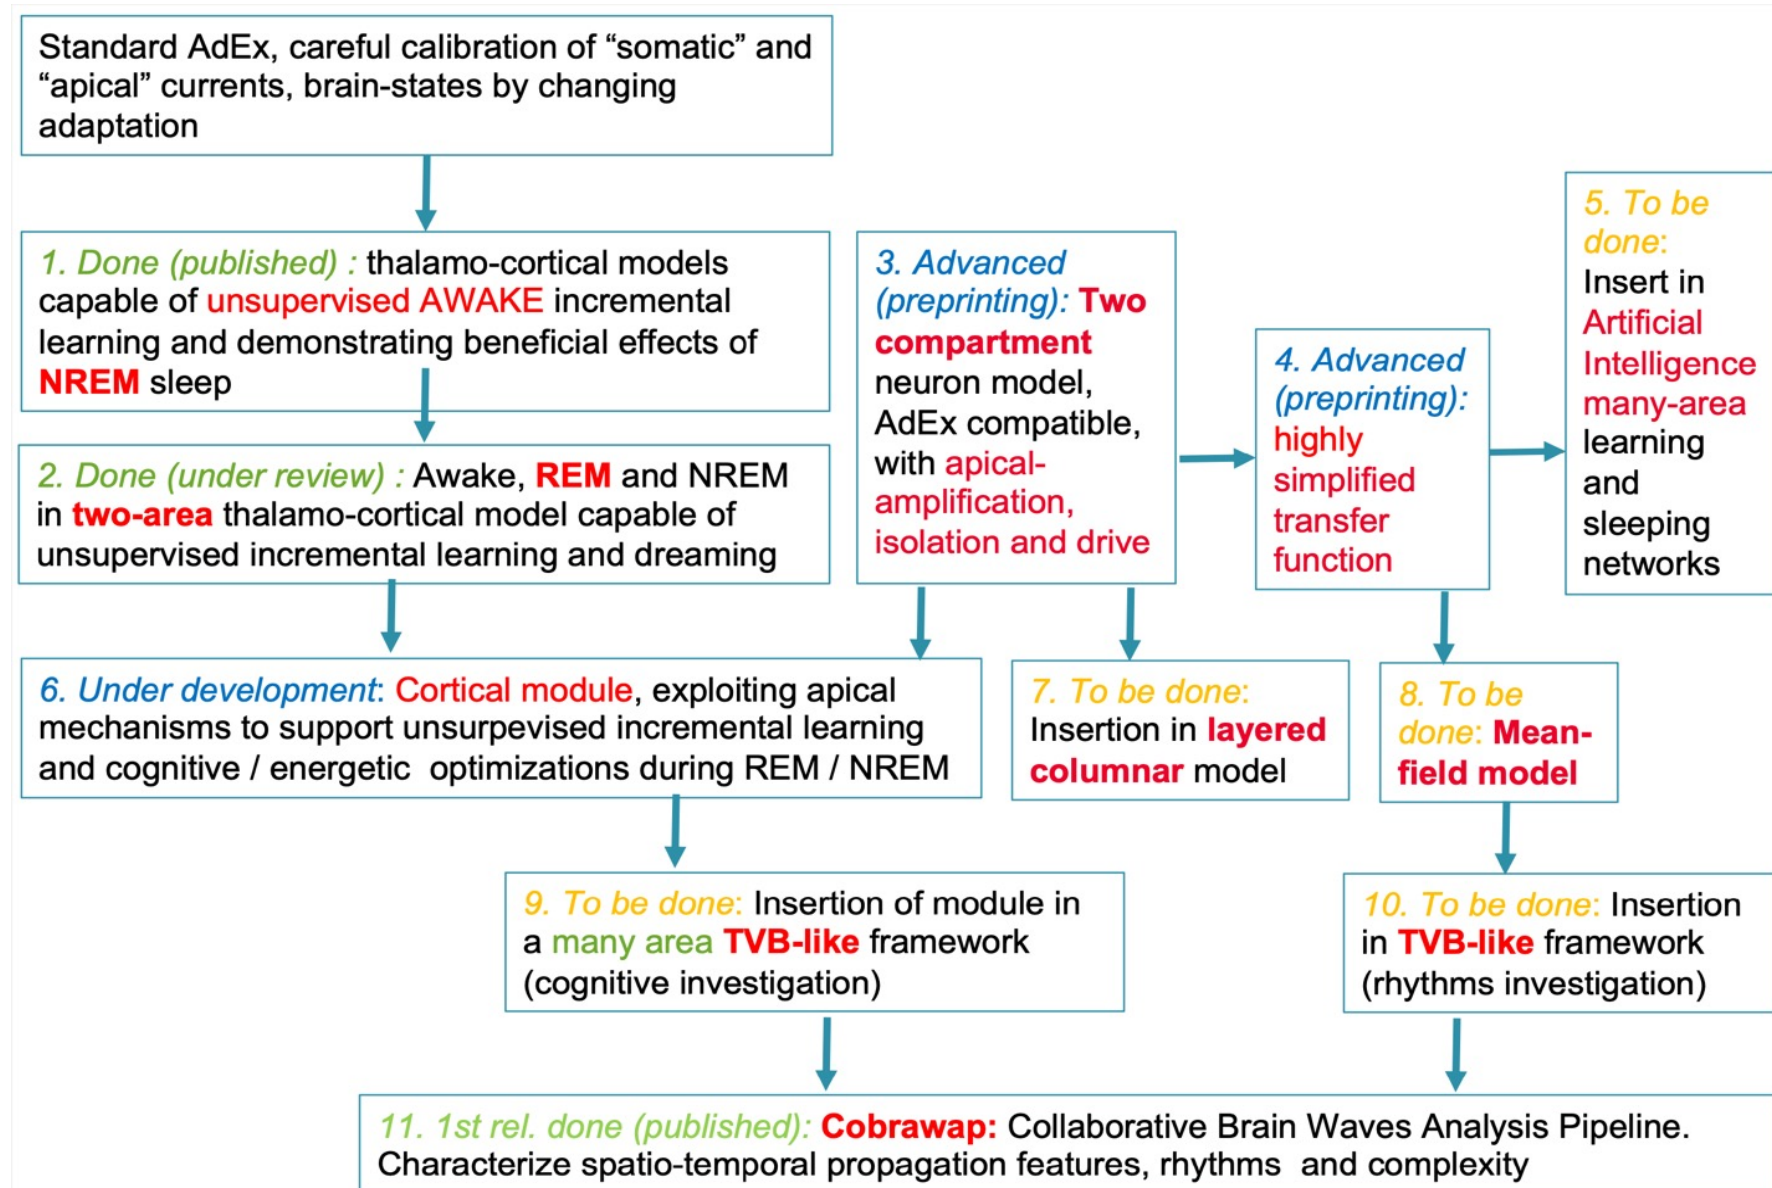 Standard AdEx, careful calibration of “somatic” and
“apical” currents, brain-states by changing
adaptation
1. Done (published) : thalamo-cortical models
capable of unsupervised AWAKE incremental
learning and demonstrating beneficial effects of
NREM sleep
2. Done (under review) : Awake, REM and NREM
in two-area thalamo-cortical model capable of
unsupervised incremental learning and dreaming
3. Advanced
(preprinting): Two
compartment
neuron model,
AdEx compatible,
with apical-
amplification,
isolation and drive
4. Advanced
(preprinting):
highly
simplified
transfer
function
5. To be
done:
Insert in
Artificial
Intelligence
many-area
learning
and
sleeping
networks
6. Under development: Cortical module, exploiting apical
mechanisms to support unsurpevised incremental learning
and cognitive / energetic optimizations during REM / NREM
7. To be done:
Insertion in layered
columnar model
8. To be
done: Mean-
field model
9. To be done: Insertion of module in
a many area TVB-like framework
(cognitive investigation)
10. To be done: Insertion
in TVB-like framework
(rhythms investigation)
11. 1st rel. done (published): Cobrawap: Collaborative Brain Waves Analysis Pipeline.
Characterize spatio-temporal propagation features, rhythms and complexity